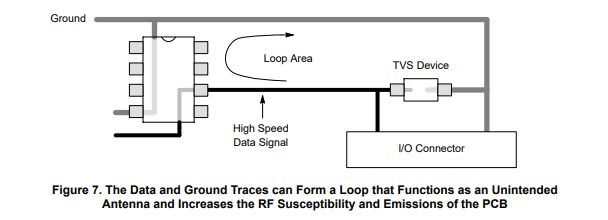 Ground
Loop Area
TVS Device
High Speed
Data Signal
I/O Connector
Figure 7. The Data and Ground Traces can Form a Loop that Functions as an Unintended
Antenna and Increases the RF Susceptibility and Emissions of the PCB